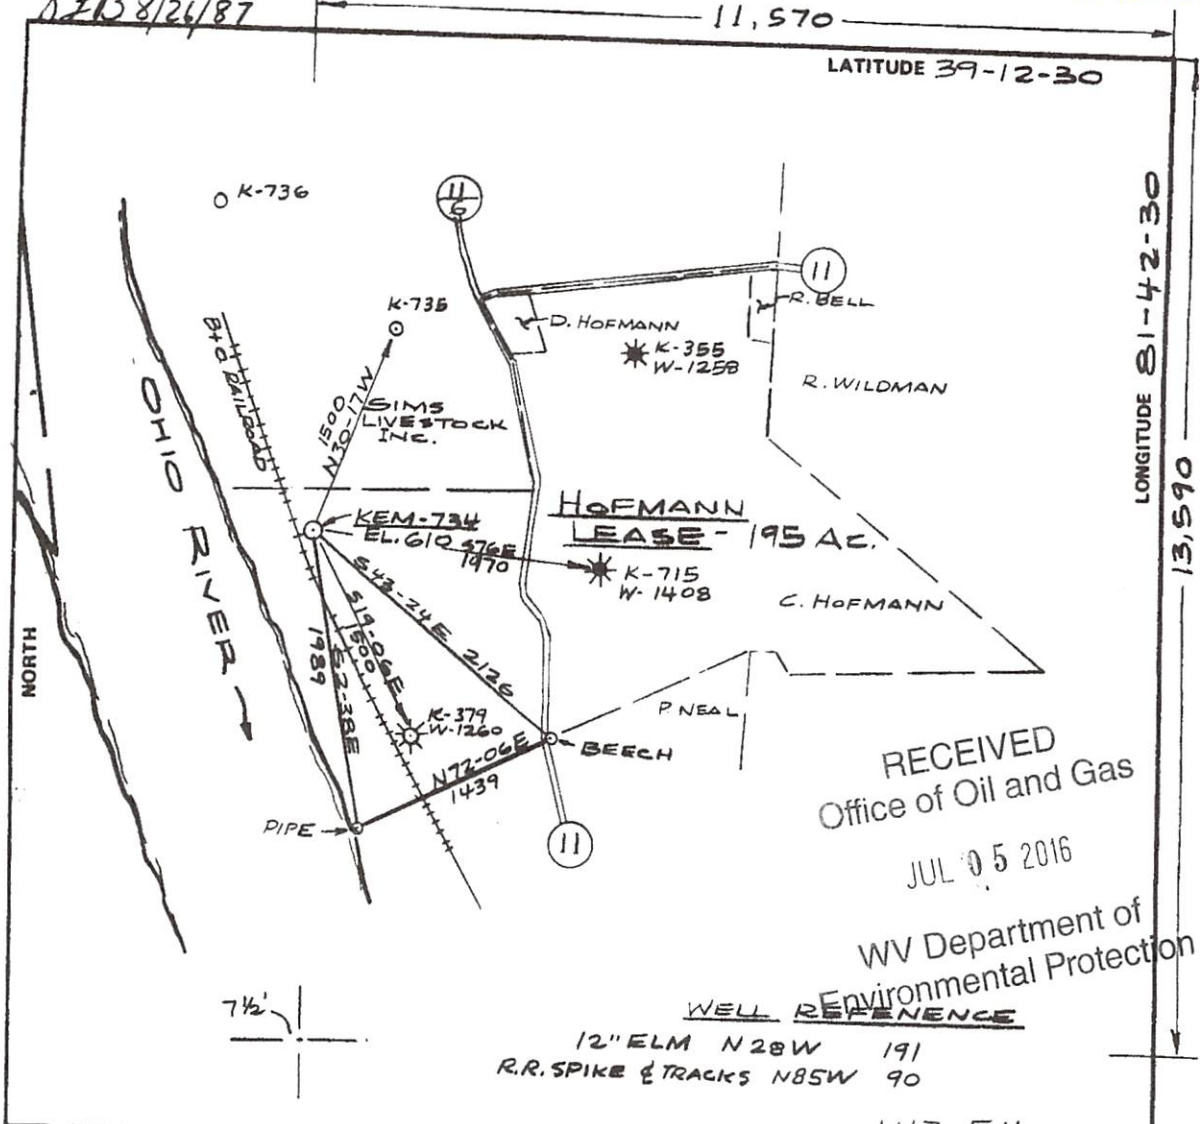 8/26/87
11,570
LATITUDE 39-12-30
K-736
11
6
11
R. BELL
K-735
D. HOFMANN
K-355
W-1258
R. WILDMAN
LONGITUDE 81-42-30
B+O RAILROAD
OHIO RIVER
1500
N30-17W
SIMS
LIVESTOCK
INC.
HOFMANN
LEASE - 195 Ac.
13,590
KEM-734
EL. 610
S76E
1970
K-715
W-1408
C. HOFMANN
S43-24E 2126
S19-06E
1500
S2-38E
1989
NORTH
K-379
W-1260
P. NEAL
BEECH
N72-06E
1439
PIPE
11
RECEIVED
Office of Oil and Gas
JUL 05 2016
WV Department of
Environmental Protection
7½'
WELL REFENENCE
12" ELM N28W 191
R.R. SPIKE & TRACKS N85W 90